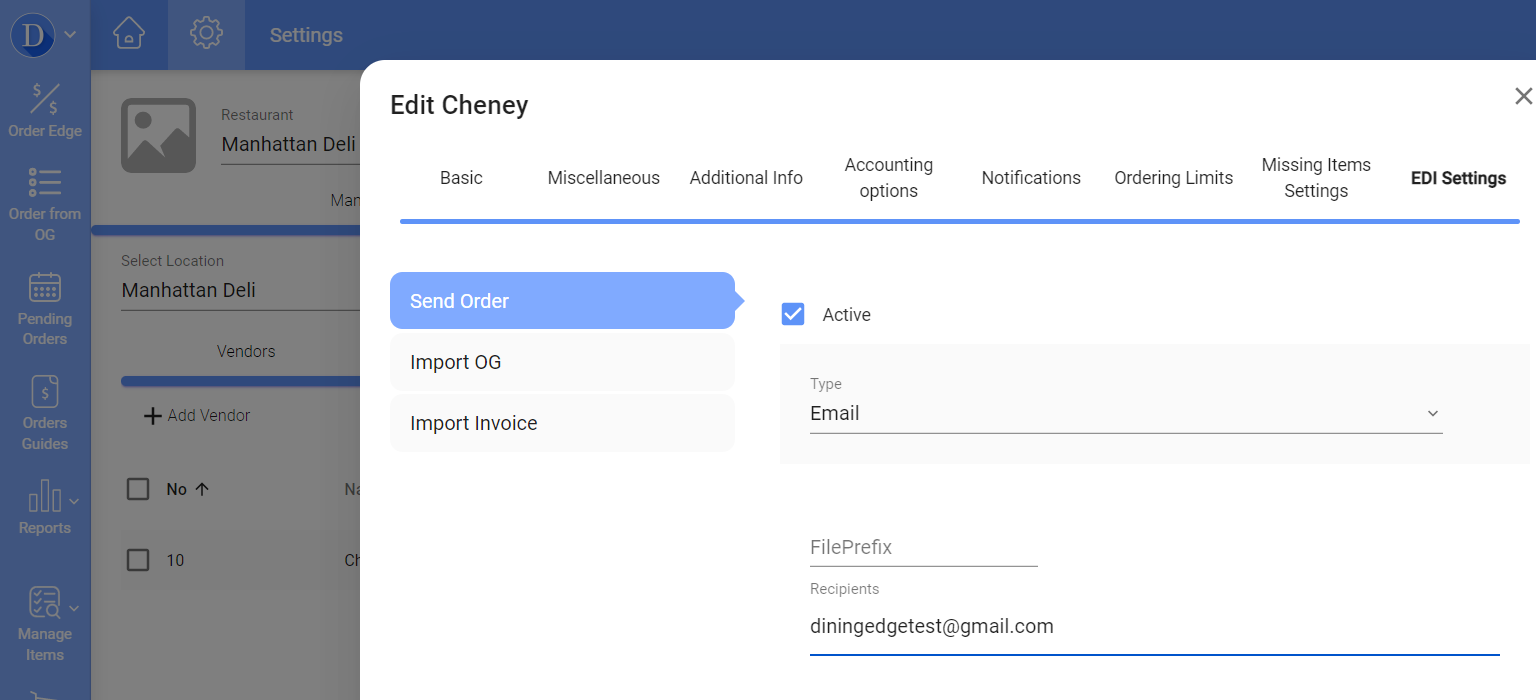 D
Settings
Order Edge
Order from
OG
Pending
Orders
Orders
Guides
Reports
Manage
Items
Restaurant
Manhattan Deli
Man
Select Location
Manhattan Deli
Vendors
Add Vendor
No
Na
10
Ch
Edit Cheney
Basic
Miscellaneous
Additional Info
Accounting
options
Notifications
Ordering Limits
Missing Items
Settings
EDI Settings
Send Order
Import OG
Import Invoice
Active
Type
Email
FilePrefix
Recipients
diningedgetest@gmail.com